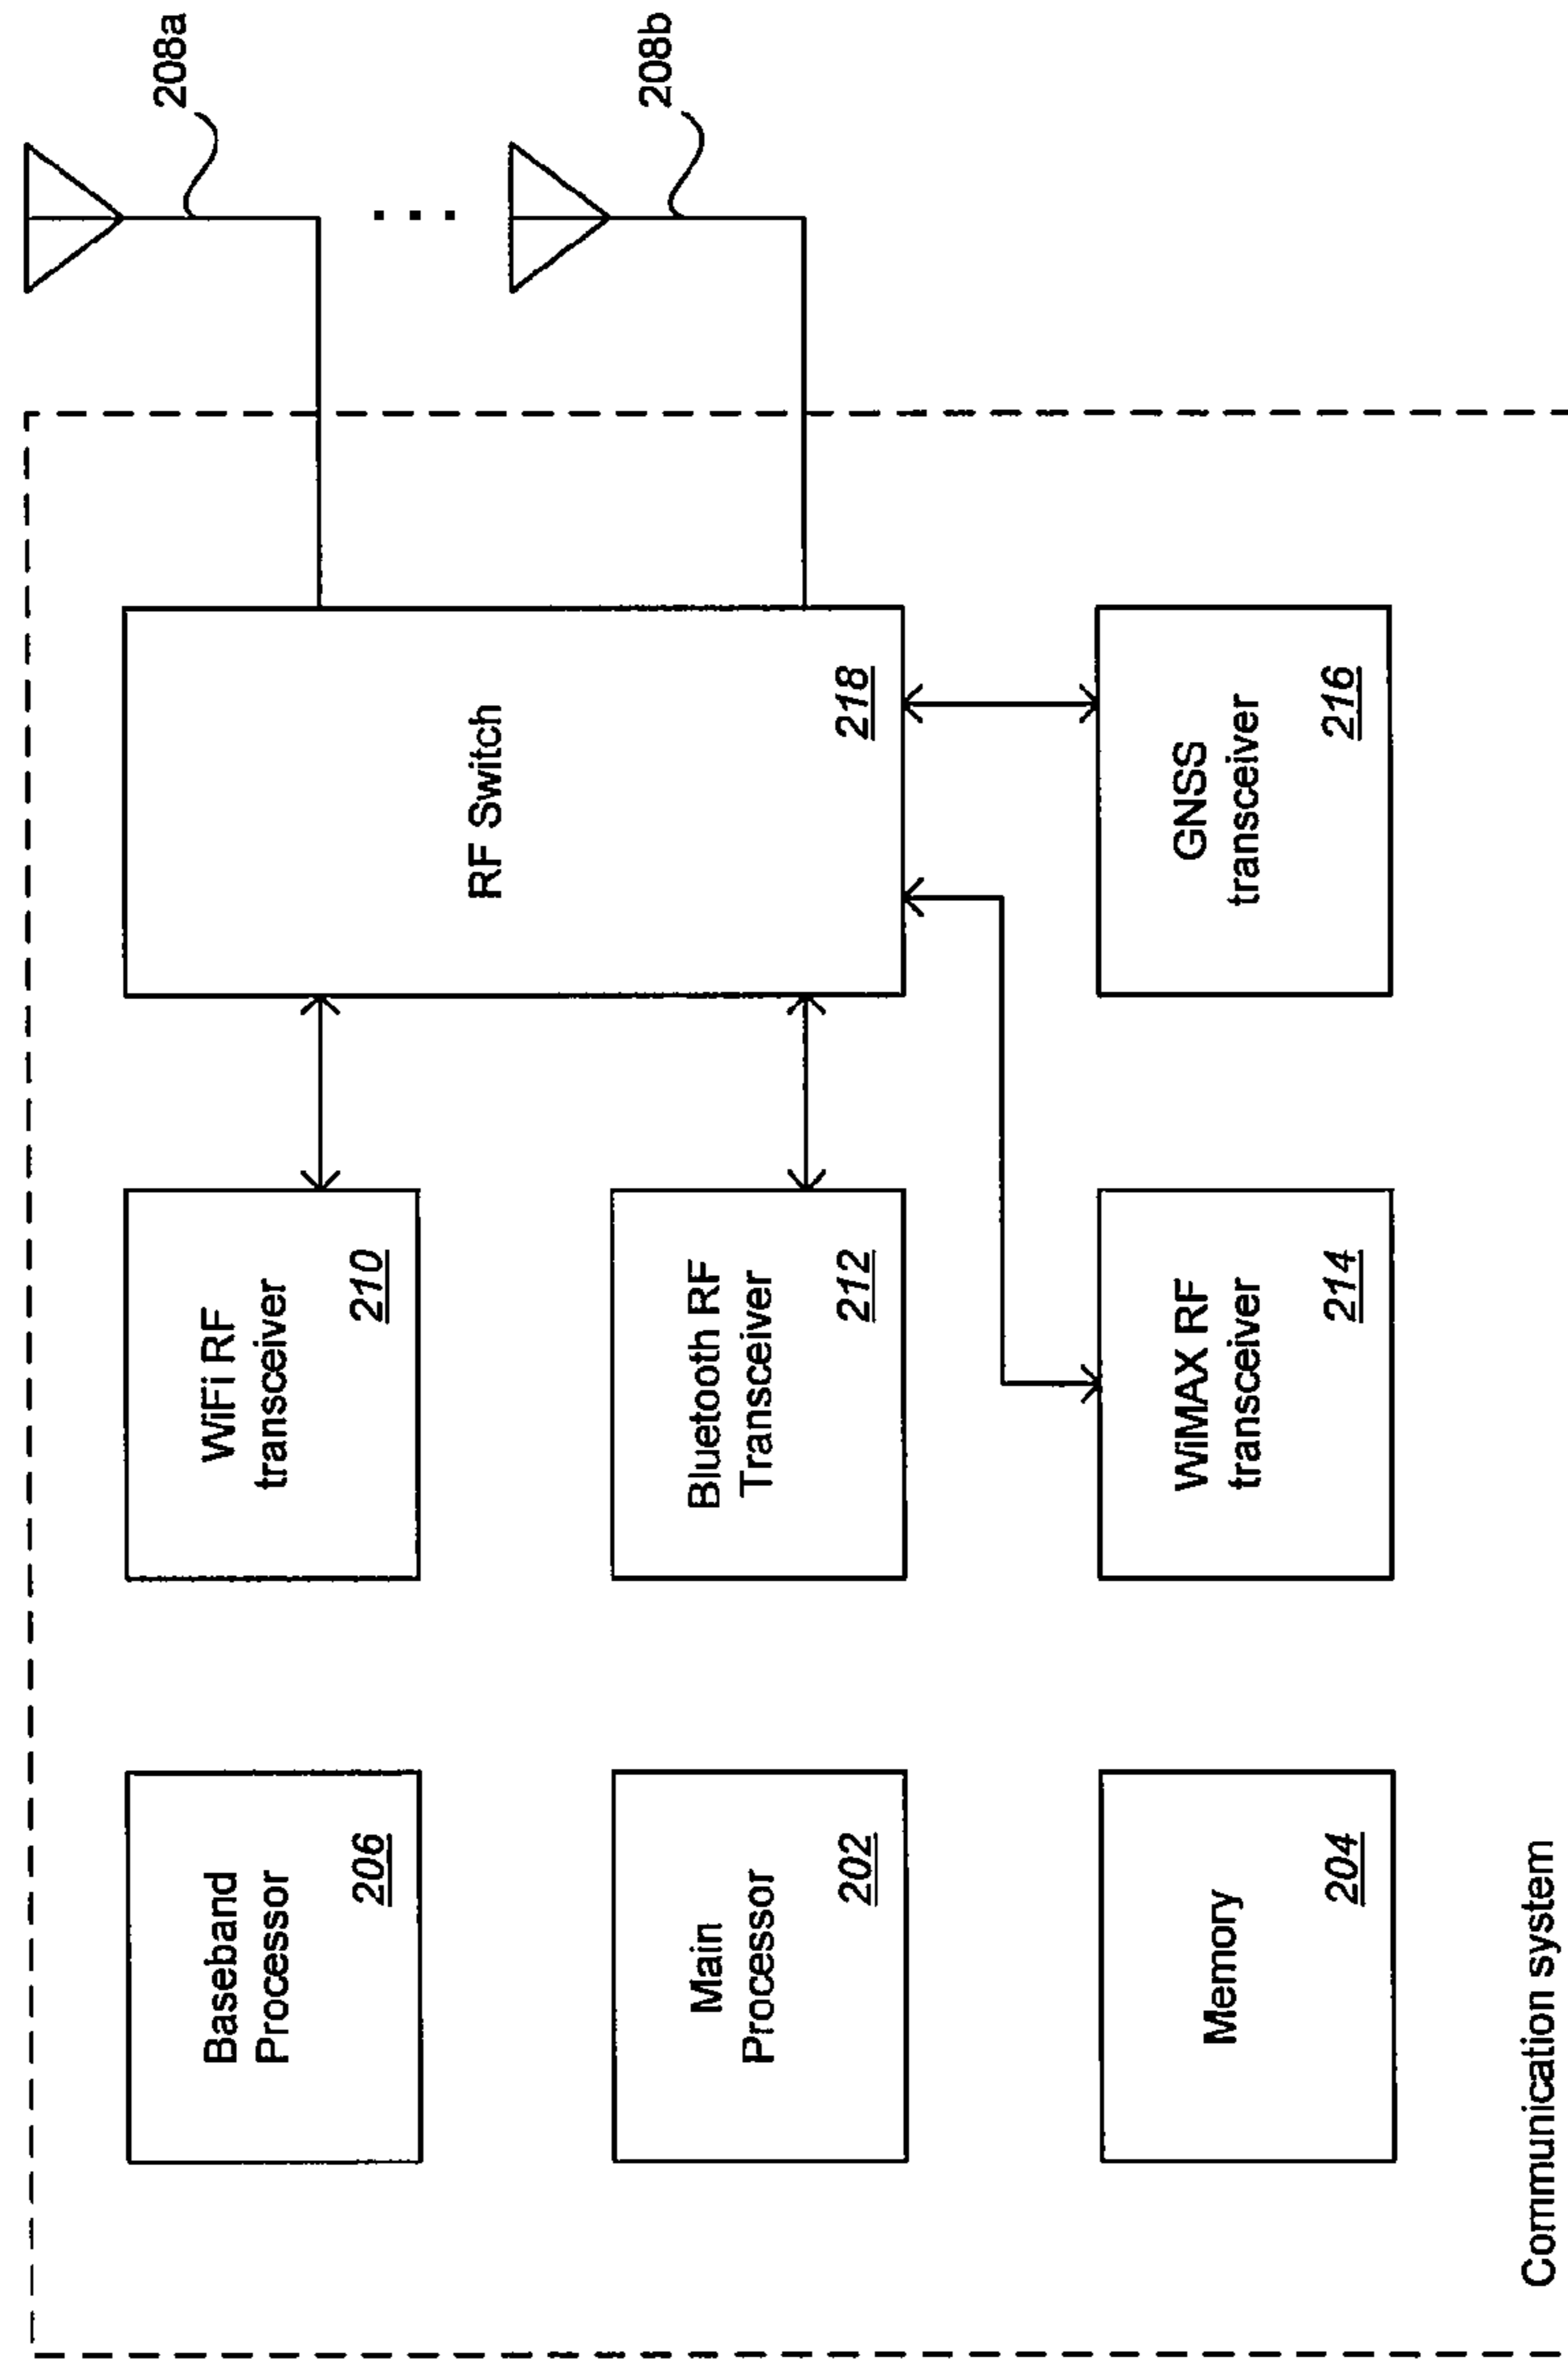 208a
208b
RF Switch
218
GNSS
transceiver
216
WiFi RF
transceiver
210
Bluetooth RF
Transceiver
212
WiMAX RF
transceiver
214
Baseband
Processor
206
Main
Processor
202
Memory
204
Communication system